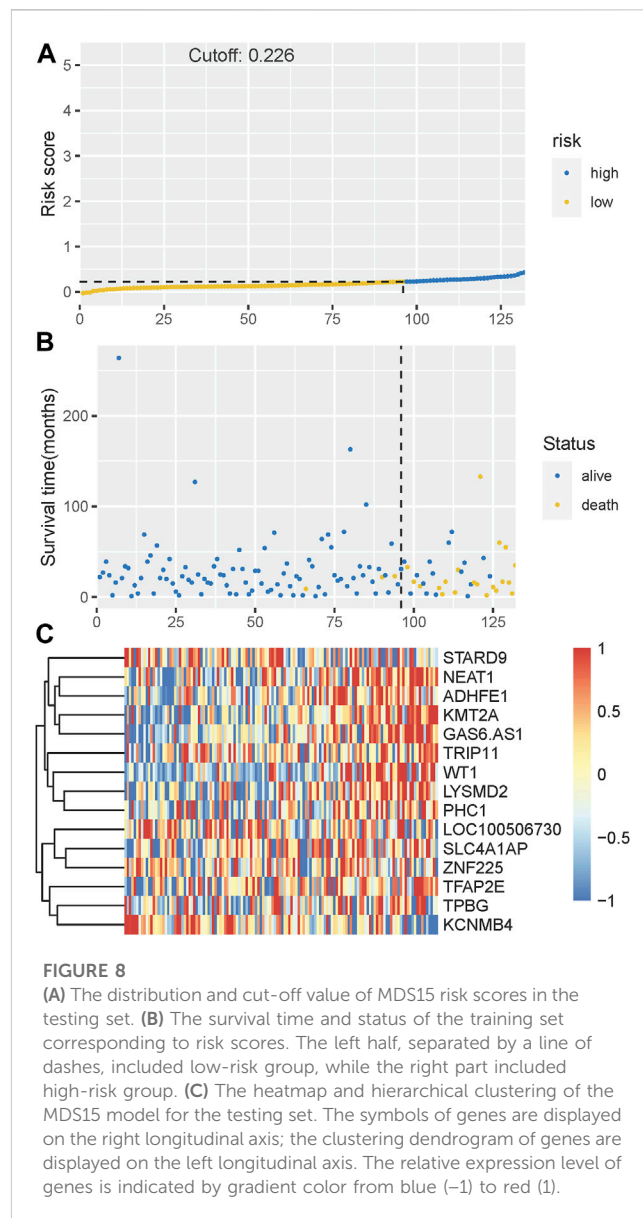 A
Cutoff: 0.226
5
4
3
2
1
0
Risk score
0 25 50 75 100 125
risk
high
low
B
Survival time(months)
200
100
0
0 25 50 75 100 125
Status
alive
death
C
STARD9
NEAT1
ADHFE1
KMT2A
GAS6.AS1
TRIP11
WT1
LYSMD2
PHC1
LOC100506730
SLC4A1AP
ZNF225
TFAP2E
TPBG
KCNMB4
1
0.5
0
−0.5
−1
FIGURE 8
(A) The distribution and cut-off value of MDS15 risk scores in the
testing set. (B) The survival time and status of the training set
corresponding to risk scores. The left half, separated by a line of
dashes, included low-risk group, while the right part included
high-risk group. (C) The heatmap and hierarchical clustering of the
MDS15 model for the testing set. The symbols of genes are displayed
on the right longitudinal axis; the clustering dendrogram of genes are
displayed on the left longitudinal axis. The relative expression level of
genes is indicated by gradient color from blue (−1) to red (1).